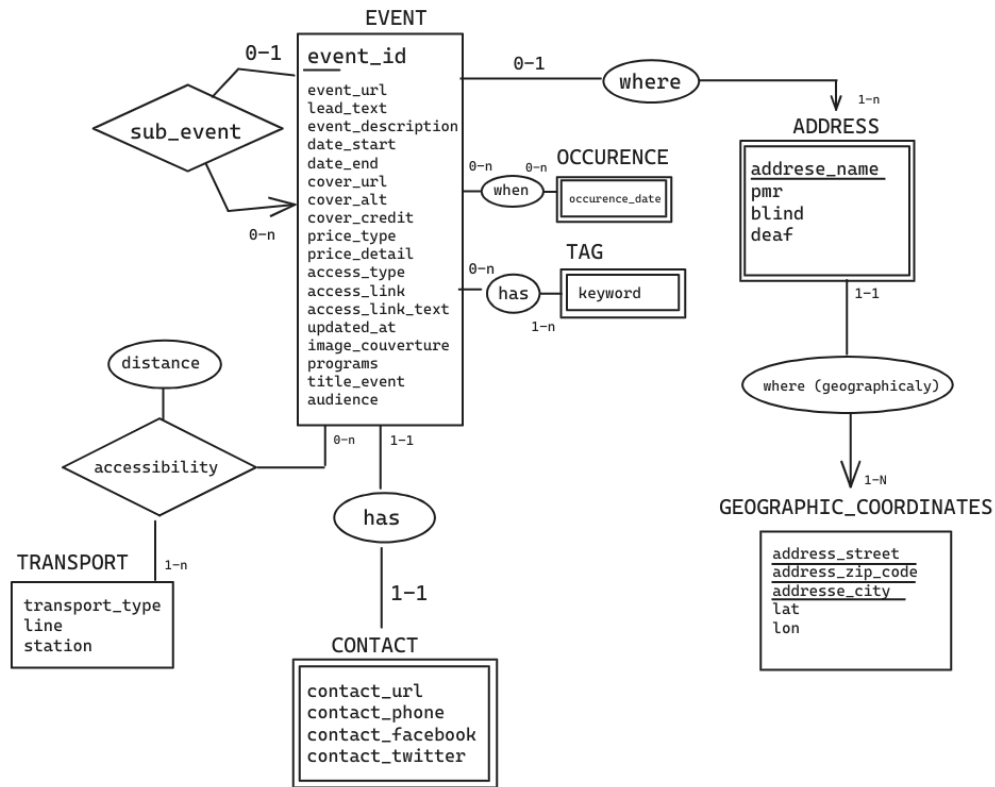 EVENT
event_id
event_url
lead_text
event_description
date_start
date_end
cover_url
cover_alt
cover_credit
price_type
price_detail
access_type
access_link
access_link_text
updated_at
image_couverture
programs
title_event
audience
0-1
sub_event
0-n
0-1
where
1-n
ADDRESS
addrese_name
pmr
blind
deaf
0-n
when
0-n
OCCURENCE
occurence_date
0-n
has
1-n
TAG
keyword
1-1
where (geographicaly)
1-N
GEOGRAPHIC_COORDINATES
address_street
address_zip_code
addresse_city
lat
lon
distance
accessibility
0-n
1-n
TRANSPORT
transport_type
line
station
1-1
has
1-1
CONTACT
contact_url
contact_phone
contact_facebook
contact_twitter